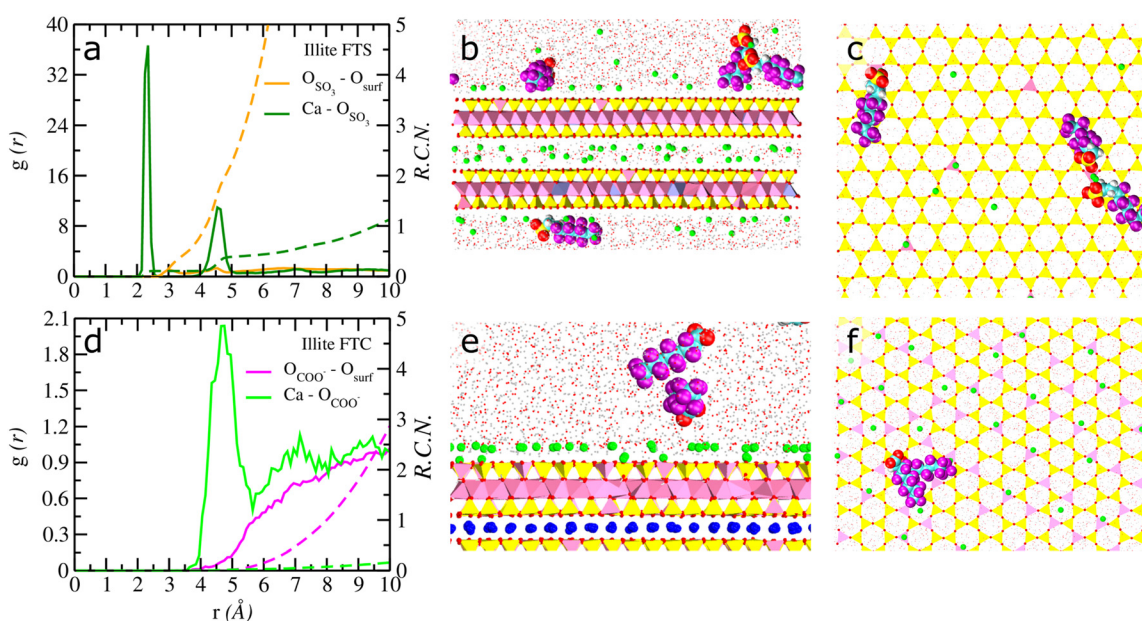 a
Illite FTS
O_SO₃ - O_surf
Ca - O_SO₃
g (r)
40
32
24
16
8
0
R.C.N.
5
4
3
2
1
0
0 1 2 3 4 5 6 7 8 9 10
b
c
d
Illite FTC
O_COO⁻ - O_surf
Ca - O_COO⁻
g (r)
2.1
1.8
1.5
1.2
0.9
0.6
0.3
0
R.C.N.
5
4
3
2
1
0
0 1 2 3 4 5 6 7 8 9 10
r (Å)
e
f